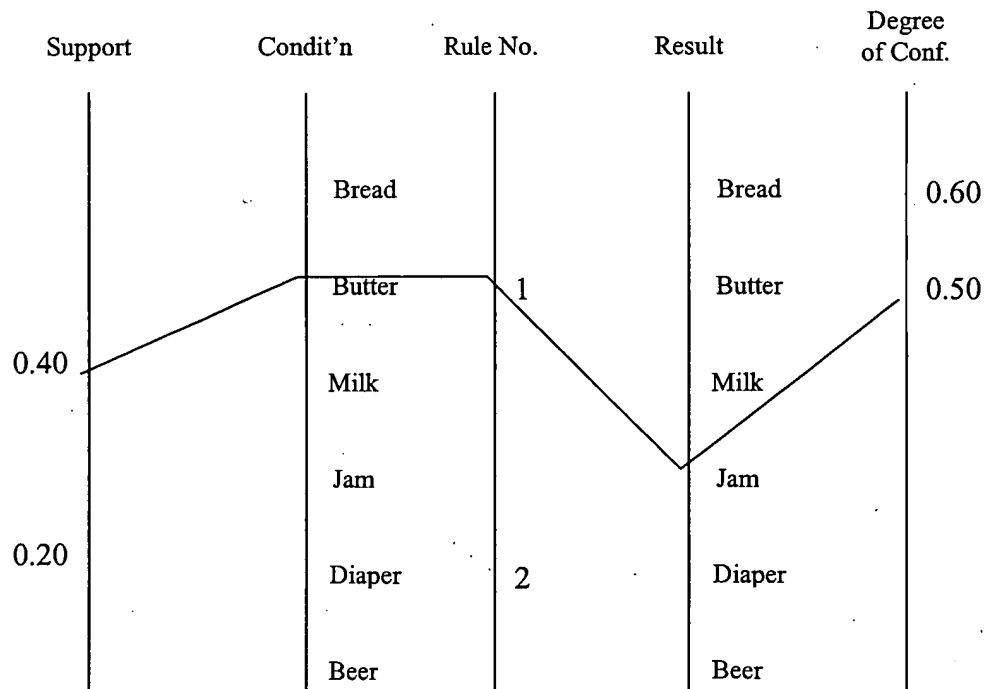 Support Condit'n Rule No. Result Degree
of Conf.
Bread Bread 0.60
Butter 1 Butter 0.50
0.40 Milk Milk
Jam Jam
0.20 Diaper 2 Diaper
Beer Beer